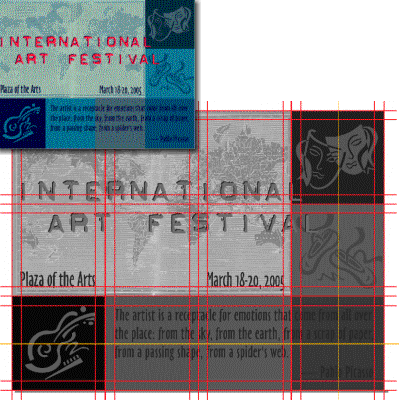 INTERNATIONAL
ART FESTIVAL
Plaza of the Arts March 18-20, 2005
The artist is a receptacle for emotions that come from all over
the place: from the sky, from the earth, from a scrap of paper,
from a passing shape, from a spider's web.
— Pablo Picasso
INTERNATIONAL
ART FESTIVAL
Plaza of the Arts March 18-20, 2005
The artist is a receptacle for emotions that come from all over
the place: from the sky, from the earth, from a scrap of paper,
from a passing shape, from a spider's web.
— Pablo Picasso